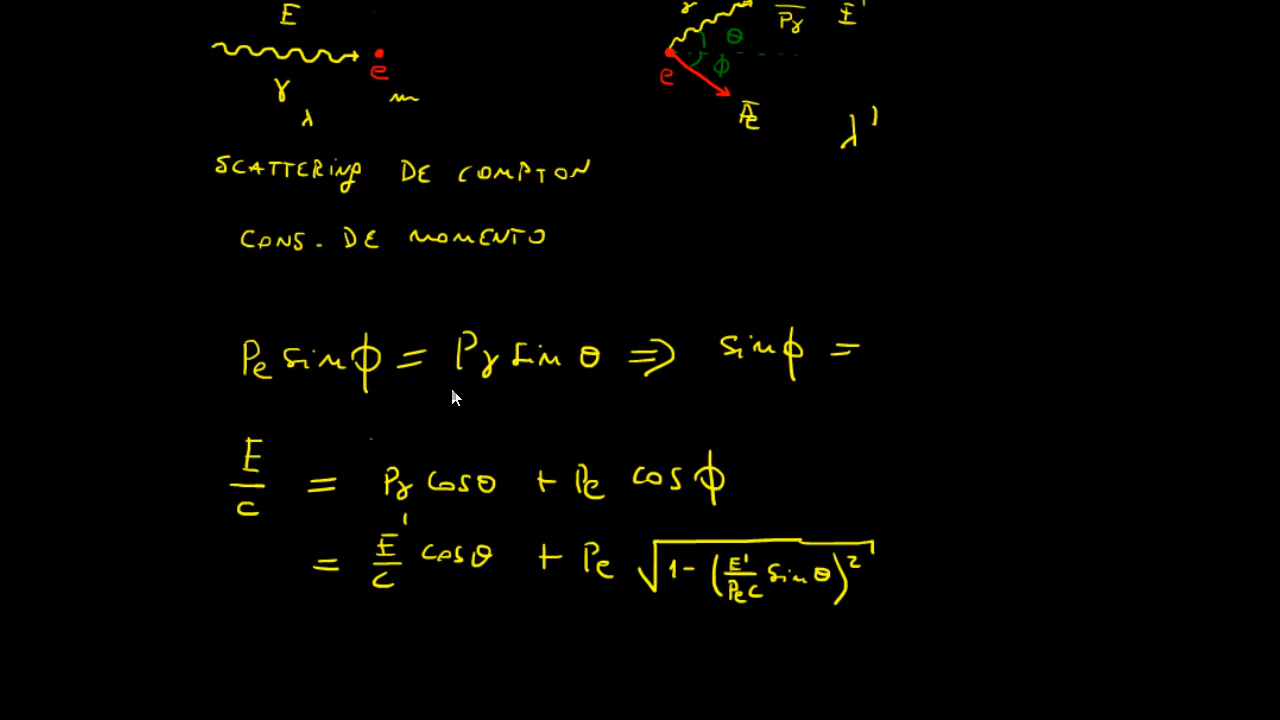 E γ P̅γ E'
e θ
γ m e φ
λ P̅e λ'
SCATTERING DE COMPTON
CONS. DE MOMENTO
Pe sin φ = Pγ sin θ ⇒ sin φ =
E/c = Pγ cos θ + Pe cos φ
= E'/c cos θ + Pe √(1 - (E'/(Pe c) sin θ)²)